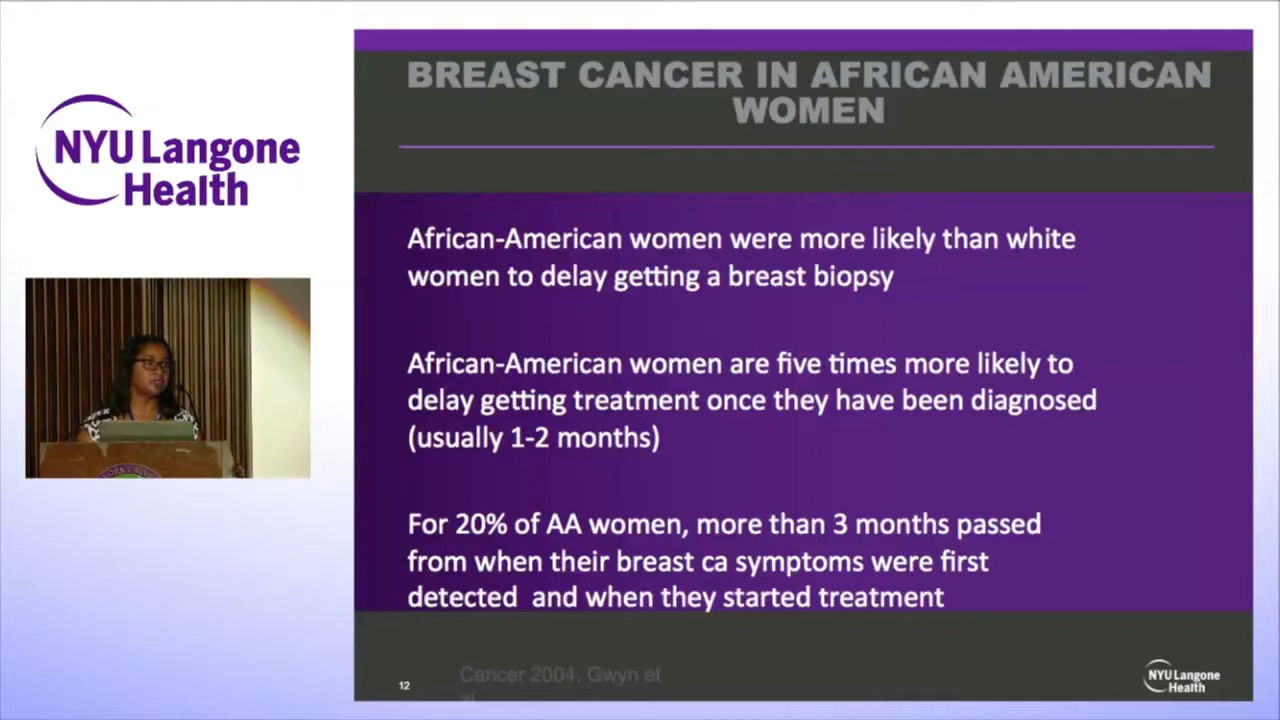 NYU Langone
Health
BREAST CANCER IN AFRICAN AMERICAN
WOMEN
African-American women were more likely than white
women to delay getting a breast biopsy
African-American women are five times more likely to
delay getting treatment once they have been diagnosed
(usually 1-2 months)
For 20% of AA women, more than 3 months passed
from when their breast ca symptoms were first
detected and when they started treatment
Cancer 2004. Gwyn et
al
12
NYU Langone
Health